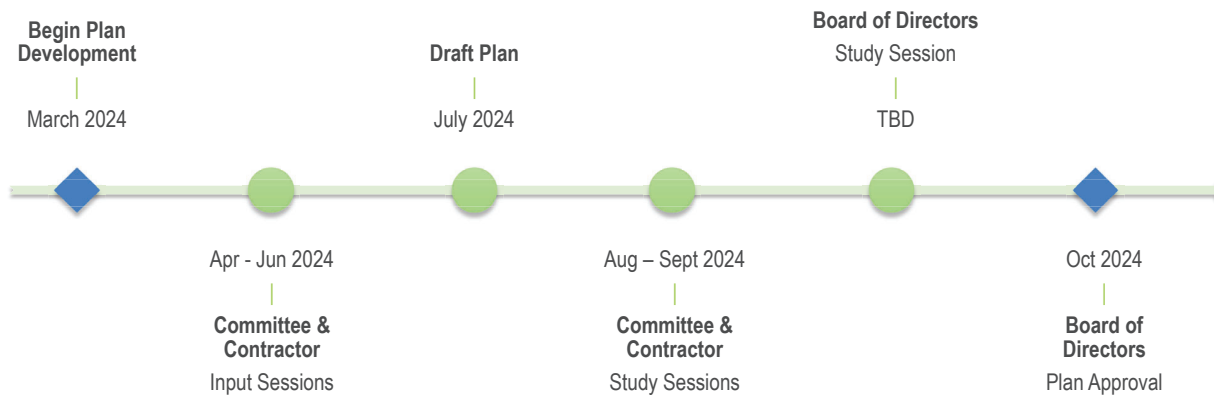 Begin Plan
Development
March 2024
Apr - Jun 2024
Committee &
Contractor
Input Sessions
Draft Plan
July 2024
Aug – Sept 2024
Committee &
Contractor
Study Sessions
Board of Directors
Study Session
TBD
Oct 2024
Board of
Directors
Plan Approval